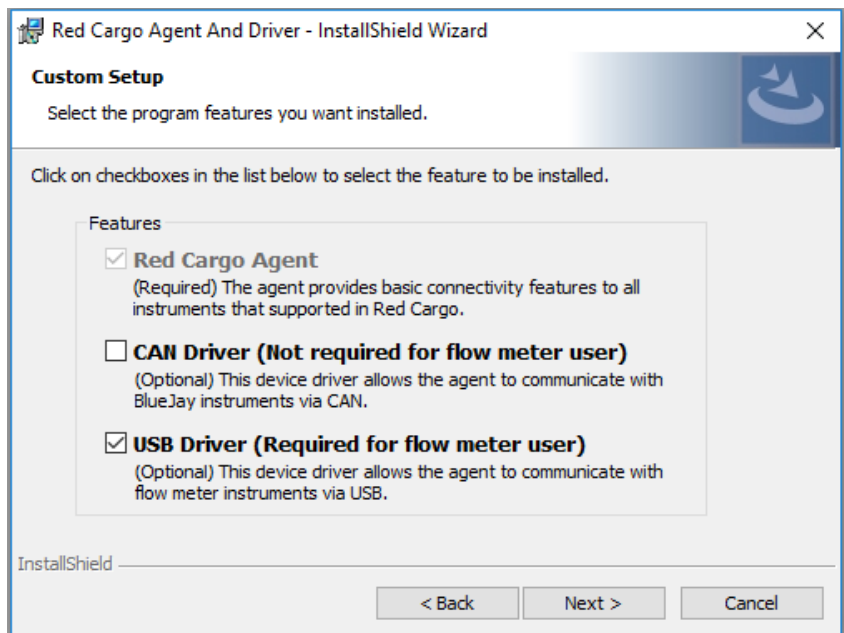 Red Cargo Agent And Driver - InstallShield Wizard
Custom Setup
Select the program features you want installed.
Click on checkboxes in the list below to select the feature to be installed.
Features
Red Cargo Agent
(Required) The agent provides basic connectivity features to all
instruments that supported in Red Cargo.
CAN Driver (Not required for flow meter user)
(Optional) This device driver allows the agent to communicate with
BlueJay instruments via CAN.
USB Driver (Required for flow meter user)
(Optional) This device driver allows the agent to communicate with
flow meter instruments via USB.
InstallShield
< Back Next > Cancel